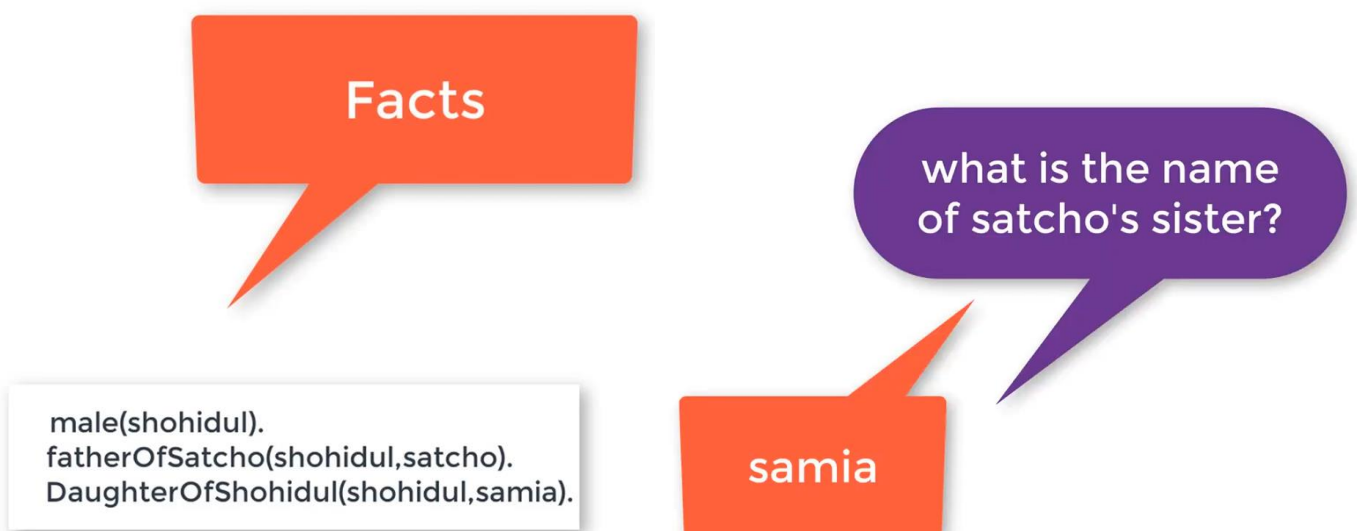 Facts
what is the name
of satcho's sister?
male(shohidul).
fatherOfSatcho(shohidul,satcho).
DaughterOfShohidul(shohidul,samia).
samia